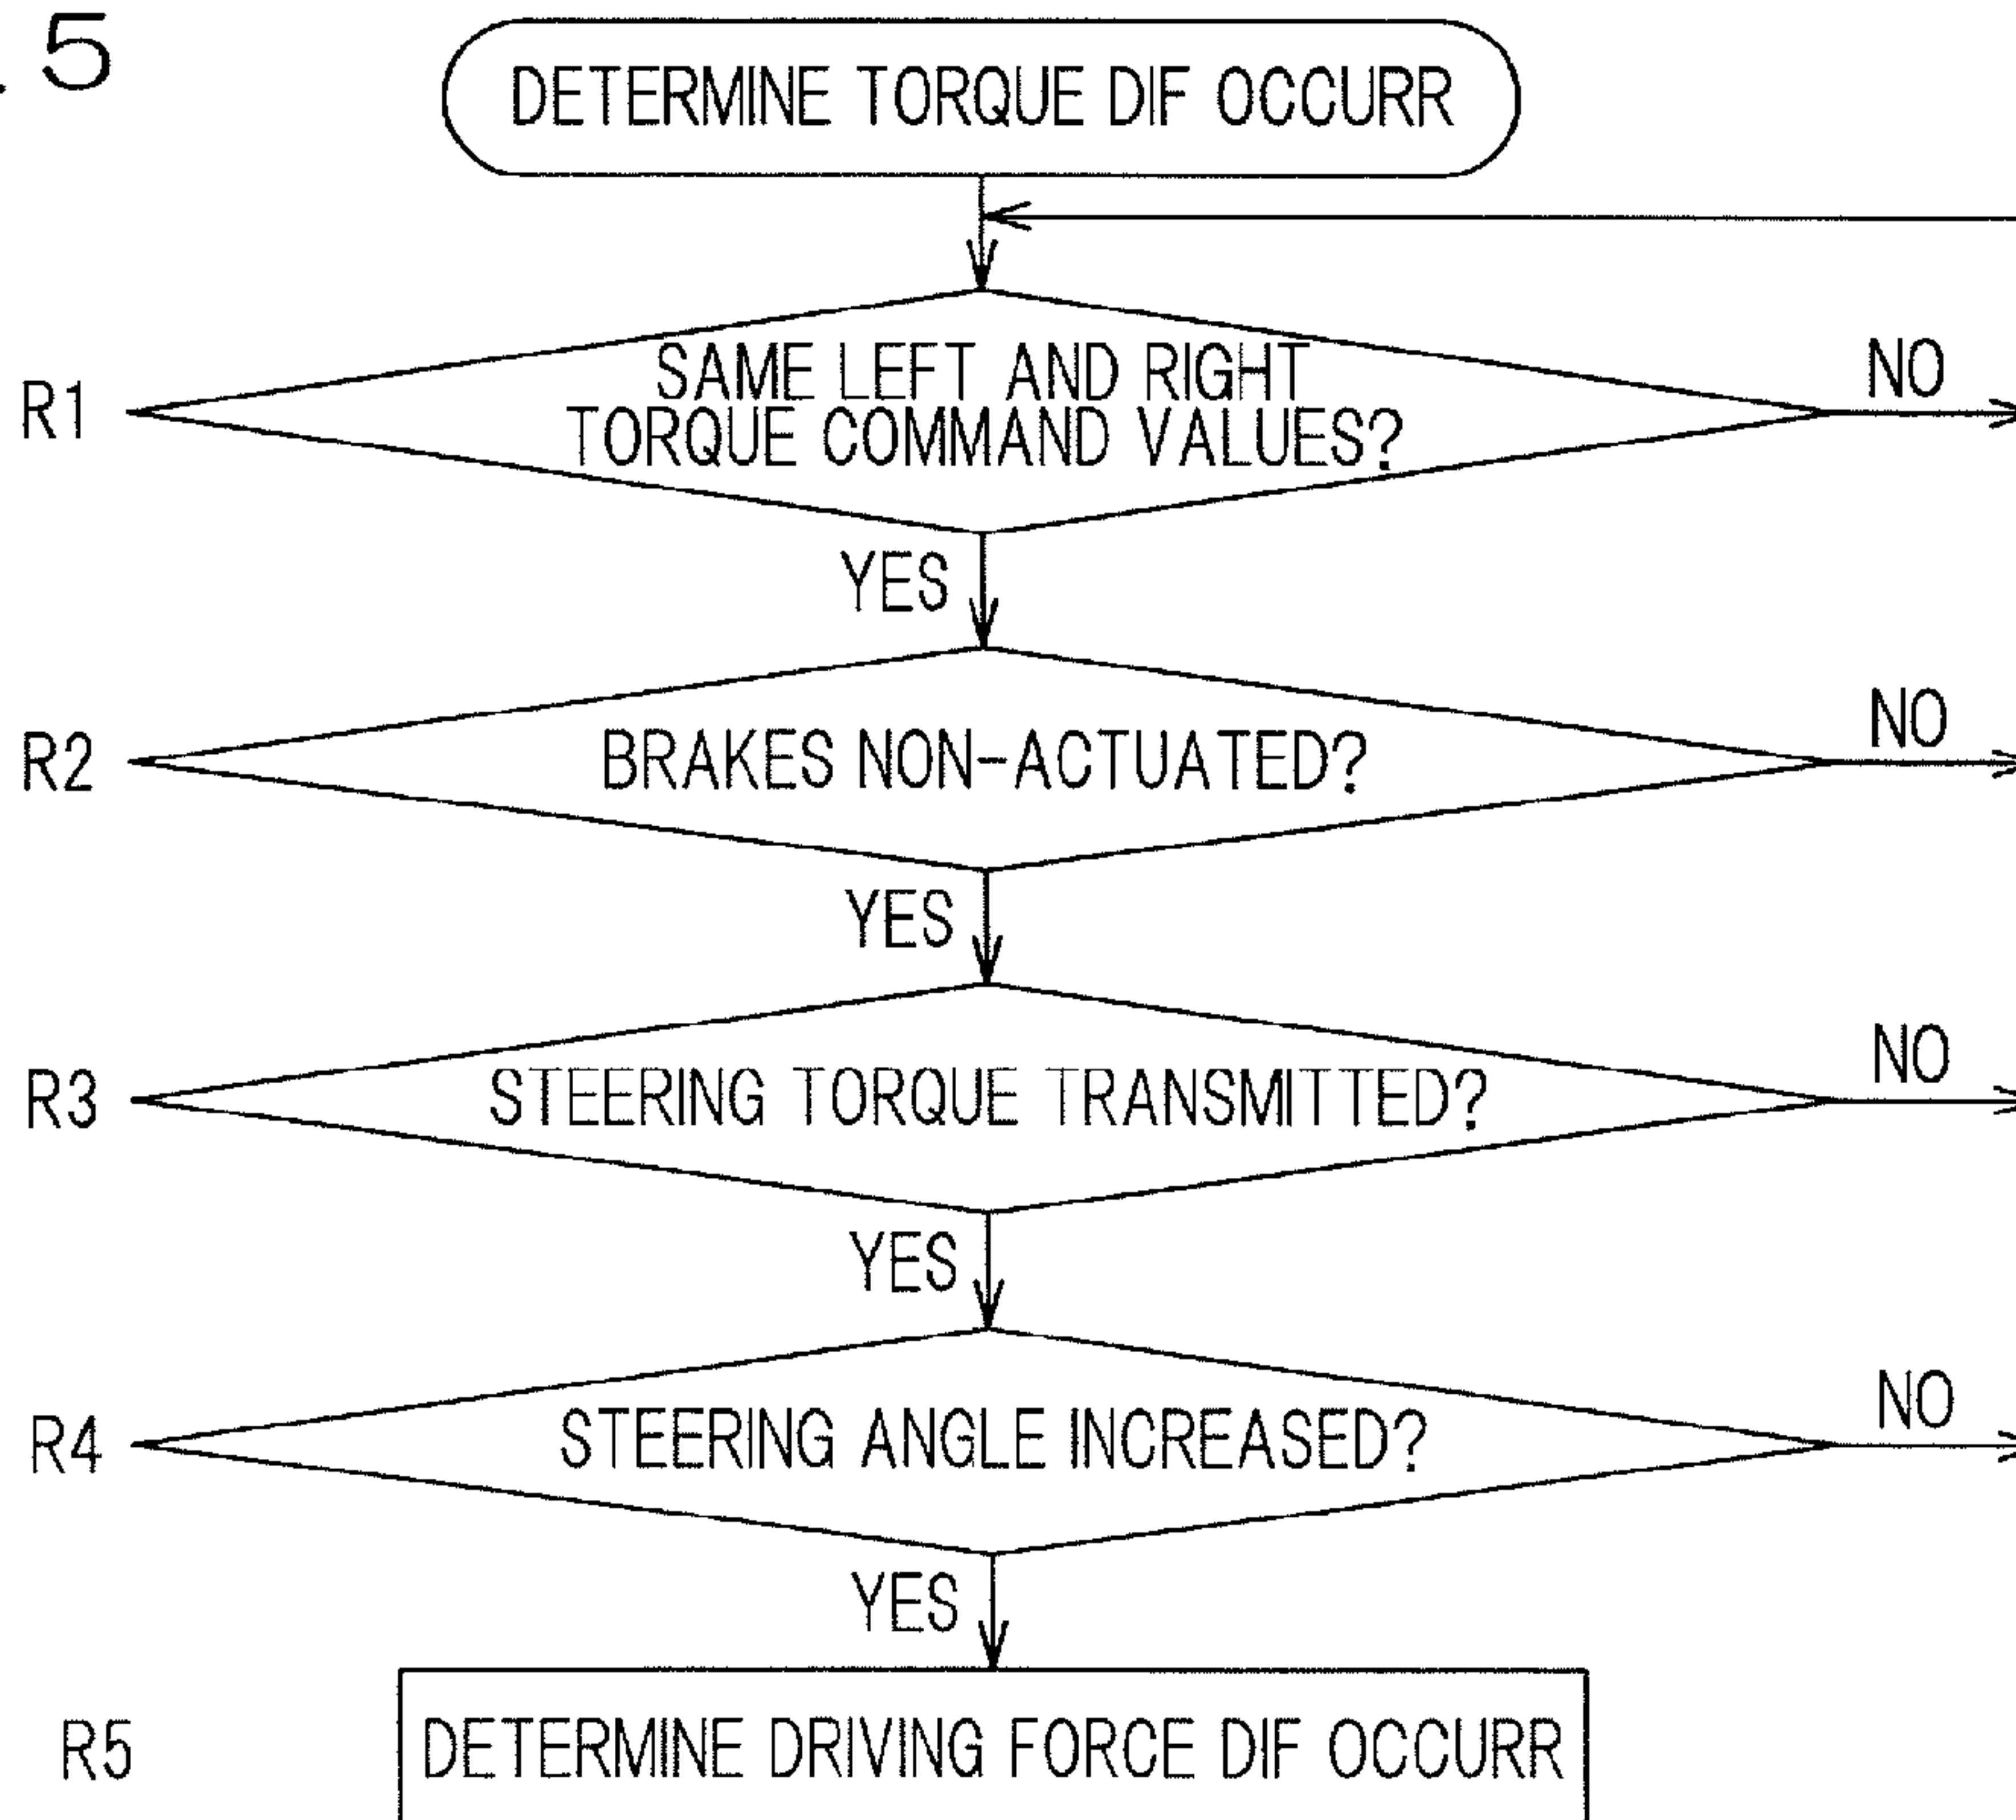 . 5
DETERMINE TORQUE DIF OCCURR
R1
SAME LEFT AND RIGHT
TORQUE COMMAND VALUES?
NO
YES
R2
BRAKES NON-ACTUATED?
NO
YES
R3
STEERING TORQUE TRANSMITTED?
NO
YES
R4
STEERING ANGLE INCREASED?
NO
YES
R5
DETERMINE DRIVING FORCE DIF OCCURR